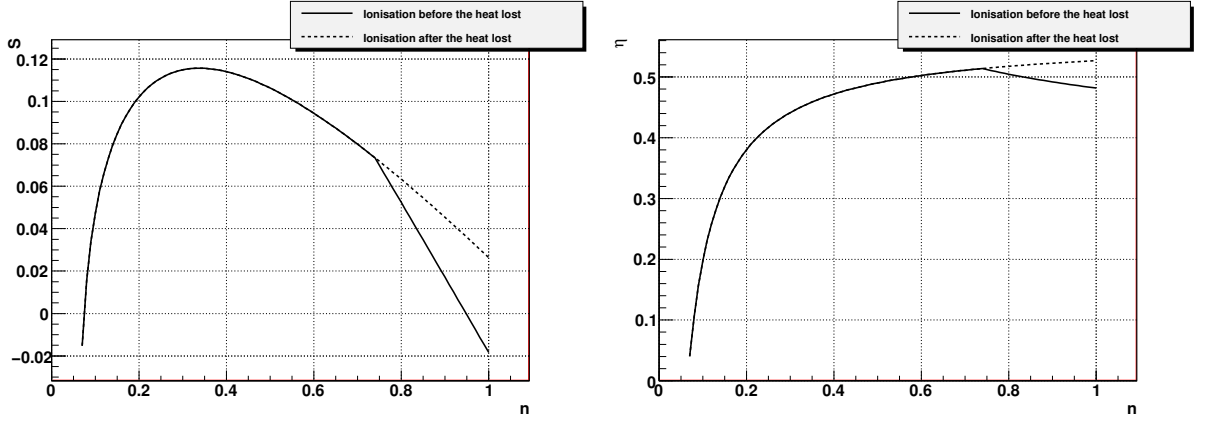 Ionisation before the heat lost
Ionisation after the heat lost
S
0.12
0.1
0.08
0.06
0.04
0.02
0
−0.02
0 0.2 0.4 0.6 0.8 1
n
Ionisation before the heat lost
Ionisation after the heat lost
η
0.5
0.4
0.3
0.2
0.1
0
0 0.2 0.4 0.6 0.8 1
n